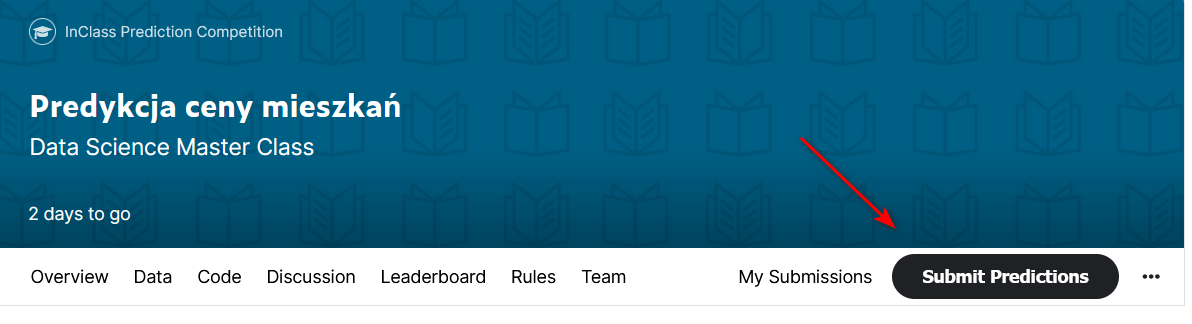 InClass Prediction Competition
Predykcja ceny mieszkań
Data Science Master Class
2 days to go
Overview Data Code Discussion Leaderboard Rules Team My Submissions Submit Predictions